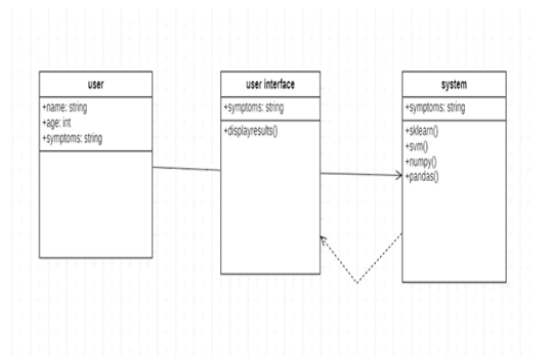 user
+name: string
+age: int
+symptoms: string
user interface
+symptoms: string
+displayresults()
system
+symptoms: string
+sklearn()
+svm()
+numpy()
+pandas()